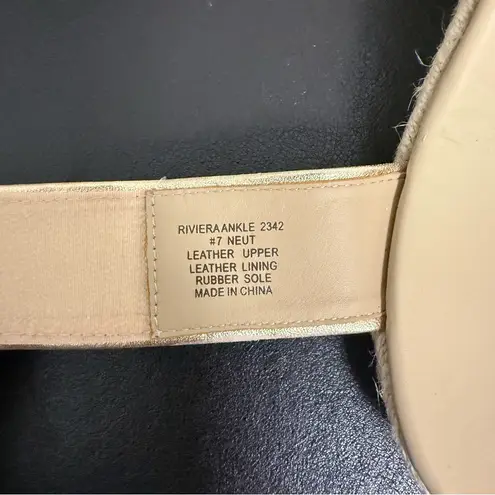 RIVIERAANKLE 2342
#7 NEUT
LEATHER UPPER
LEATHER LINING
RUBBER SOLE
MADE IN CHINA